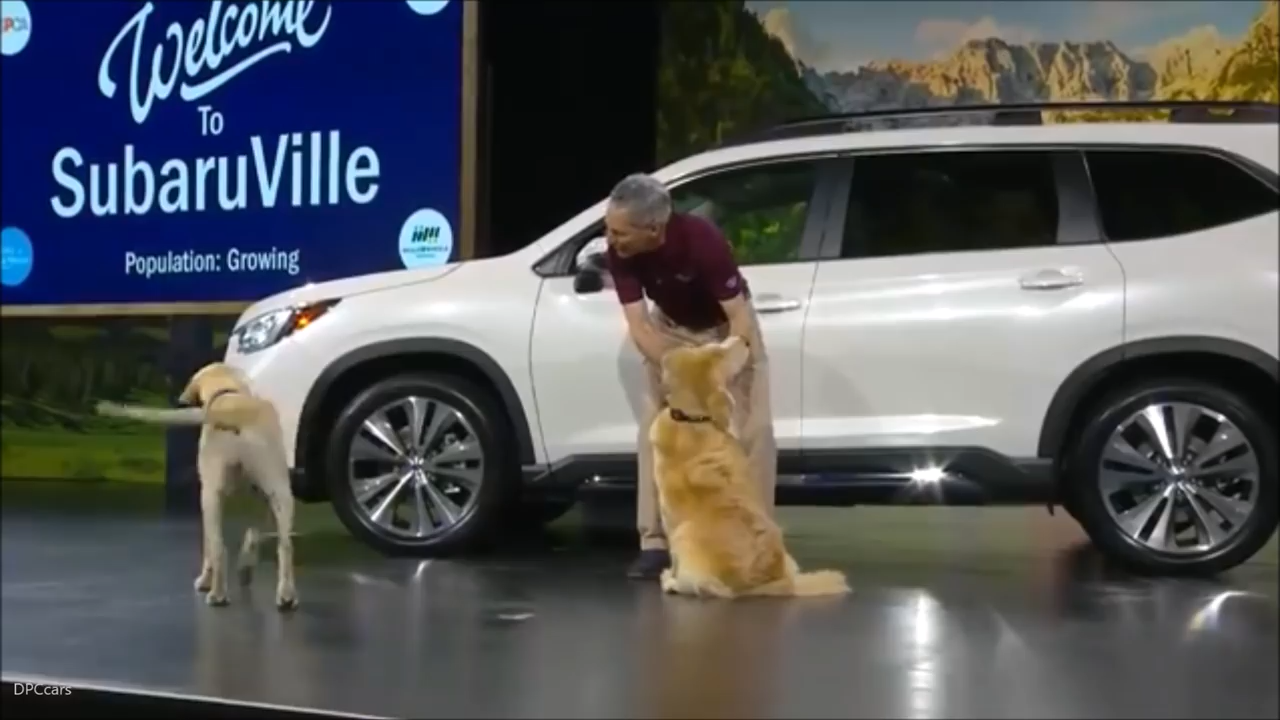 Welcome
To
SubaruVille
Population: Growing
DPCcars